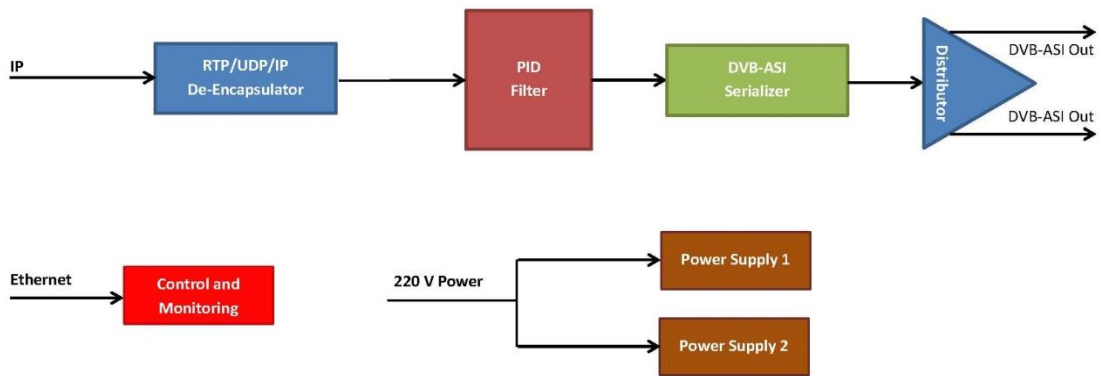 IP
RTP/UDP/IP
De-Encapsulator
PID
Filter
DVB-ASI
Serializer
Distributor
DVB-ASI Out
DVB-ASI Out
Ethernet
Control and
Monitoring
220 V Power
Power Supply 1
Power Supply 2